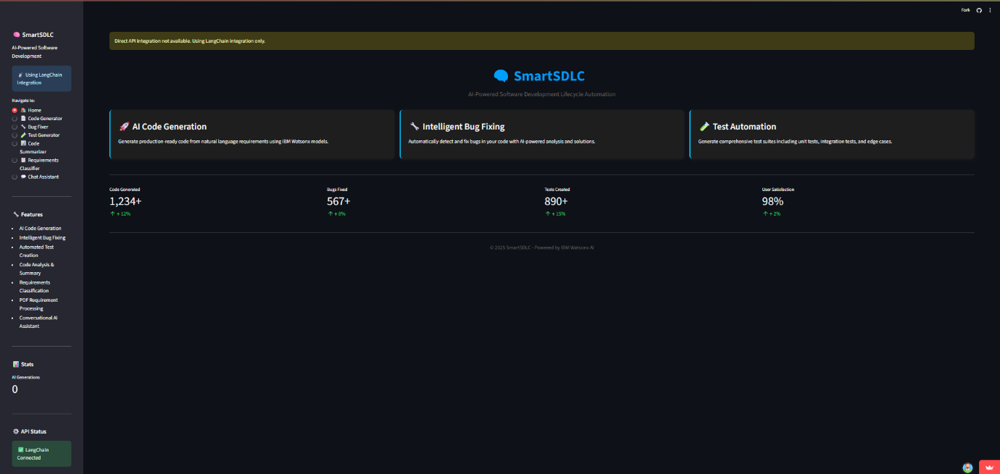 SmartSDLC
AI-Powered Software
Development
Using LangChain
Integration
Navigate to:
Home
Code Generator
Bug Fixer
Test Generator
Code
Summarizer
Requirements
Classifier
Chat Assistant
Features
AI Code Generation
Intelligent Bug Fixing
Automated Test
Creation
Code Analysis &
Summary
Requirements
Classification
PDF Requirement
Processing
Conversational AI
Assistant
Stats
AI Generations
0
API Status
LangChain
Connected
Fork
Direct API integration not available. Using LangChain integration only.
SmartSDLC
AI-Powered Software Development Lifecycle Automation
AI Code Generation
Generate production-ready code from natural language requirements using IBM Watsonx models.
Intelligent Bug Fixing
Automatically detect and fix bugs in your code with AI-powered analysis and solutions.
Test Automation
Generate comprehensive test suites including unit tests, integration tests, and edge cases.
Code Generated
1,234+
↑ + 12%
Bugs Fixed
567+
↑ + 8%
Tests Created
890+
↑ + 15%
User Satisfaction
98%
↑ + 2%
© 2025 SmartSDLC - Powered by IBM Watsonx AI